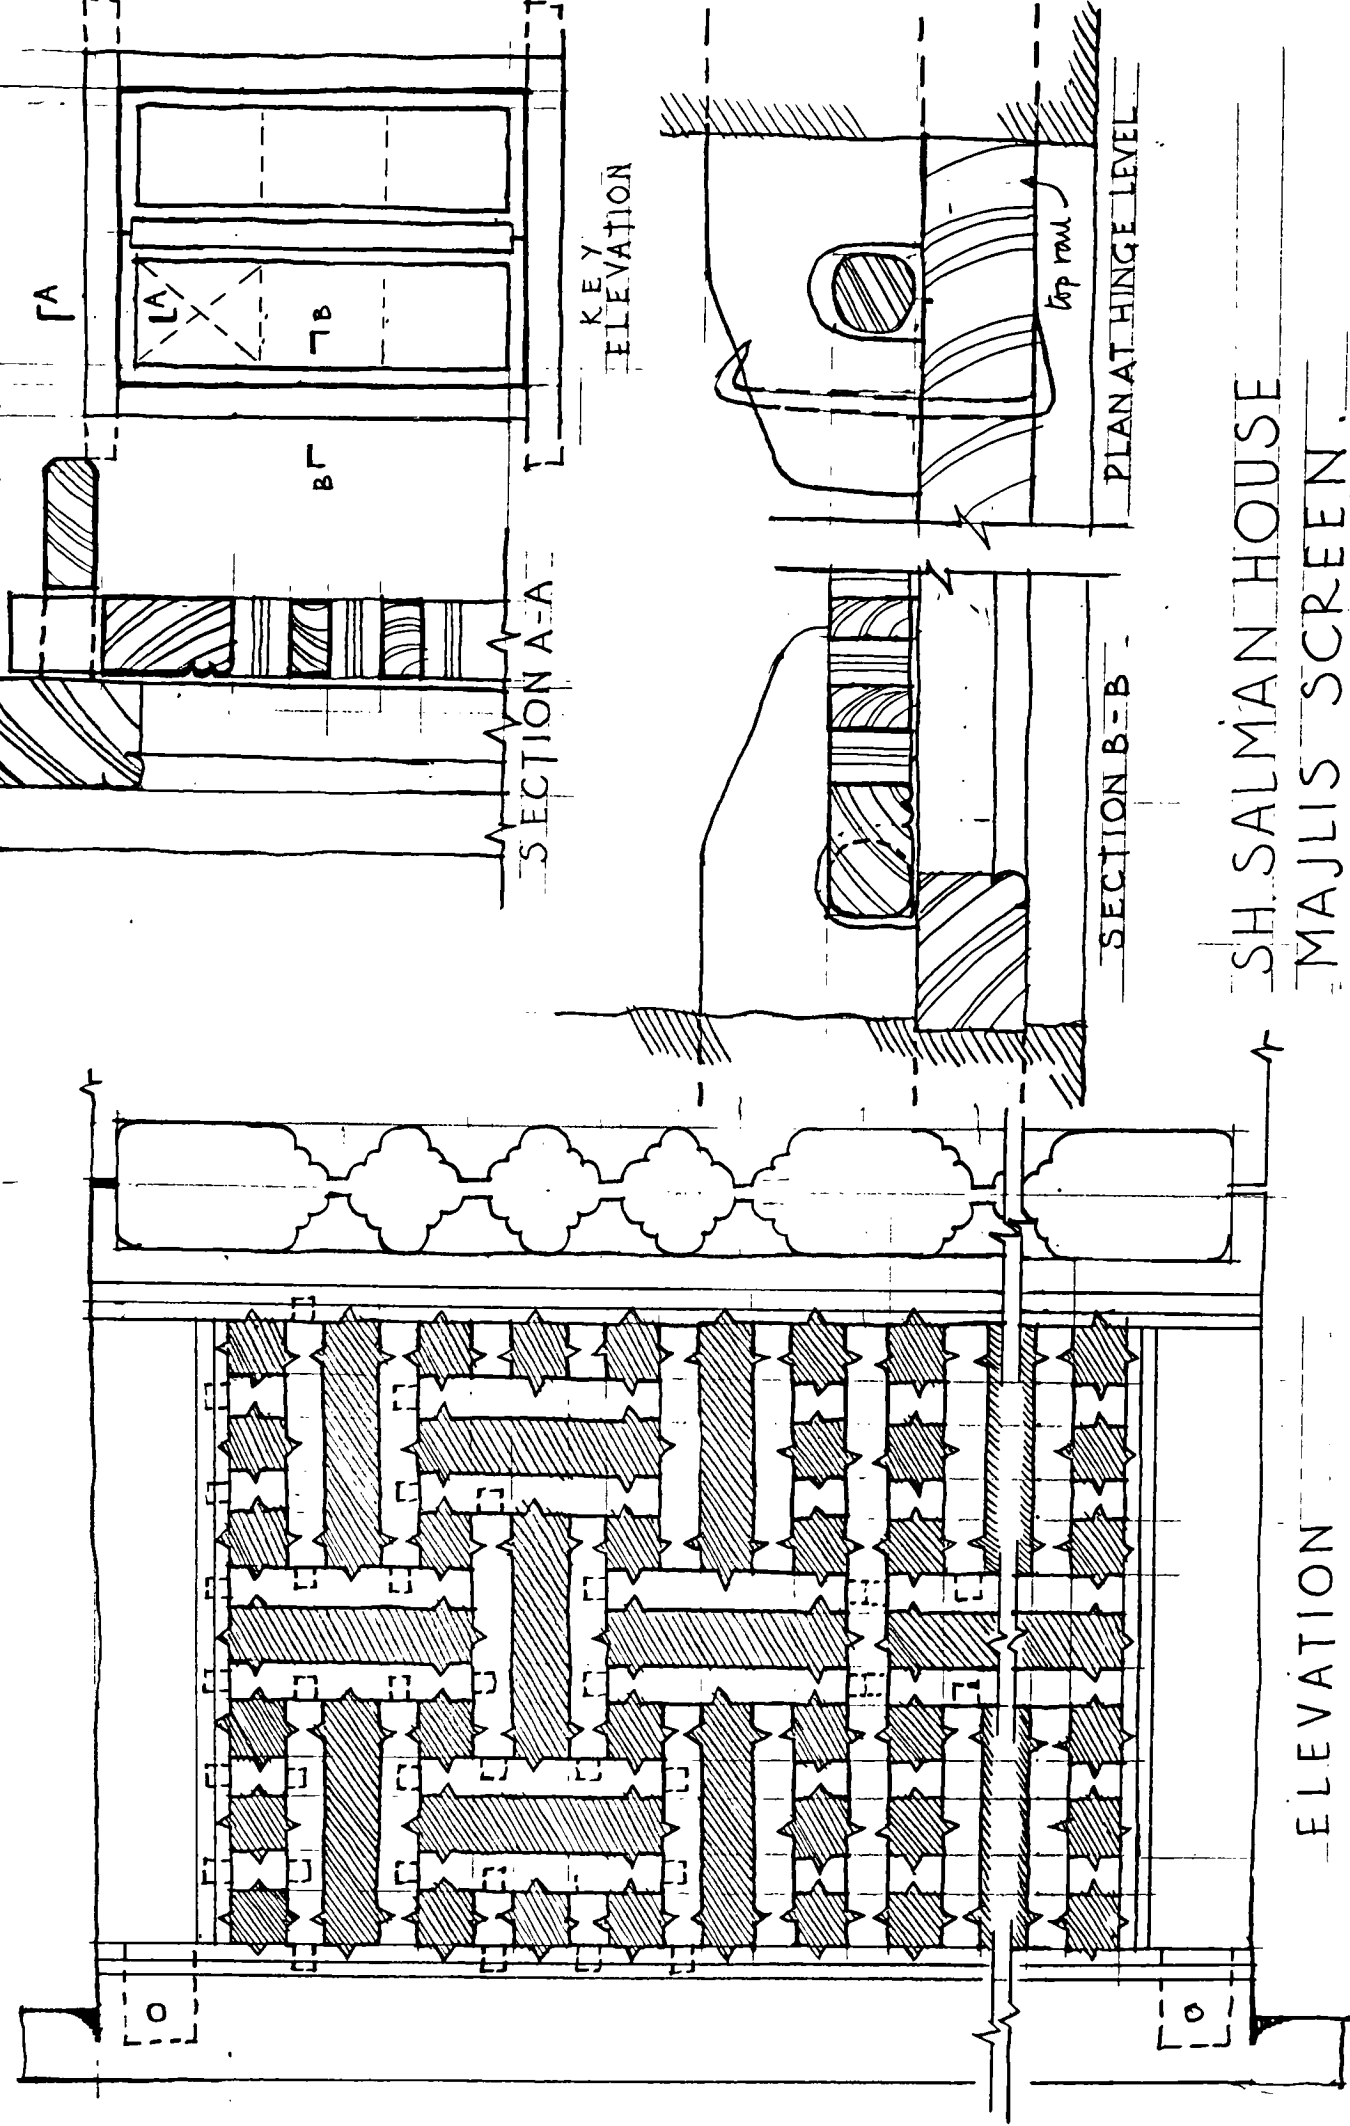 A
A
B
B
KEY
ELEVATION
SECTION A-A
top rail
PLAN AT HINGE LEVEL
SECTION B-B
SH. SALMAN HOUSE
MAJLIS SCREEN.
ELEVATION